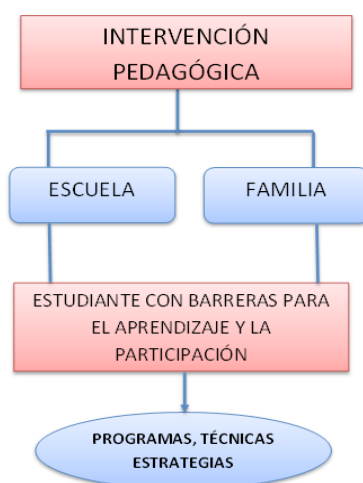 INTERVENCIÓN
PEDAGÓGICA
ESCUELA
FAMILIA
ESTUDIANTE CON BARRERAS PARA
EL APRENDIZAJE Y LA
PARTICIPACIÓN
PROGRAMAS, TÉCNICAS
ESTRATEGIAS